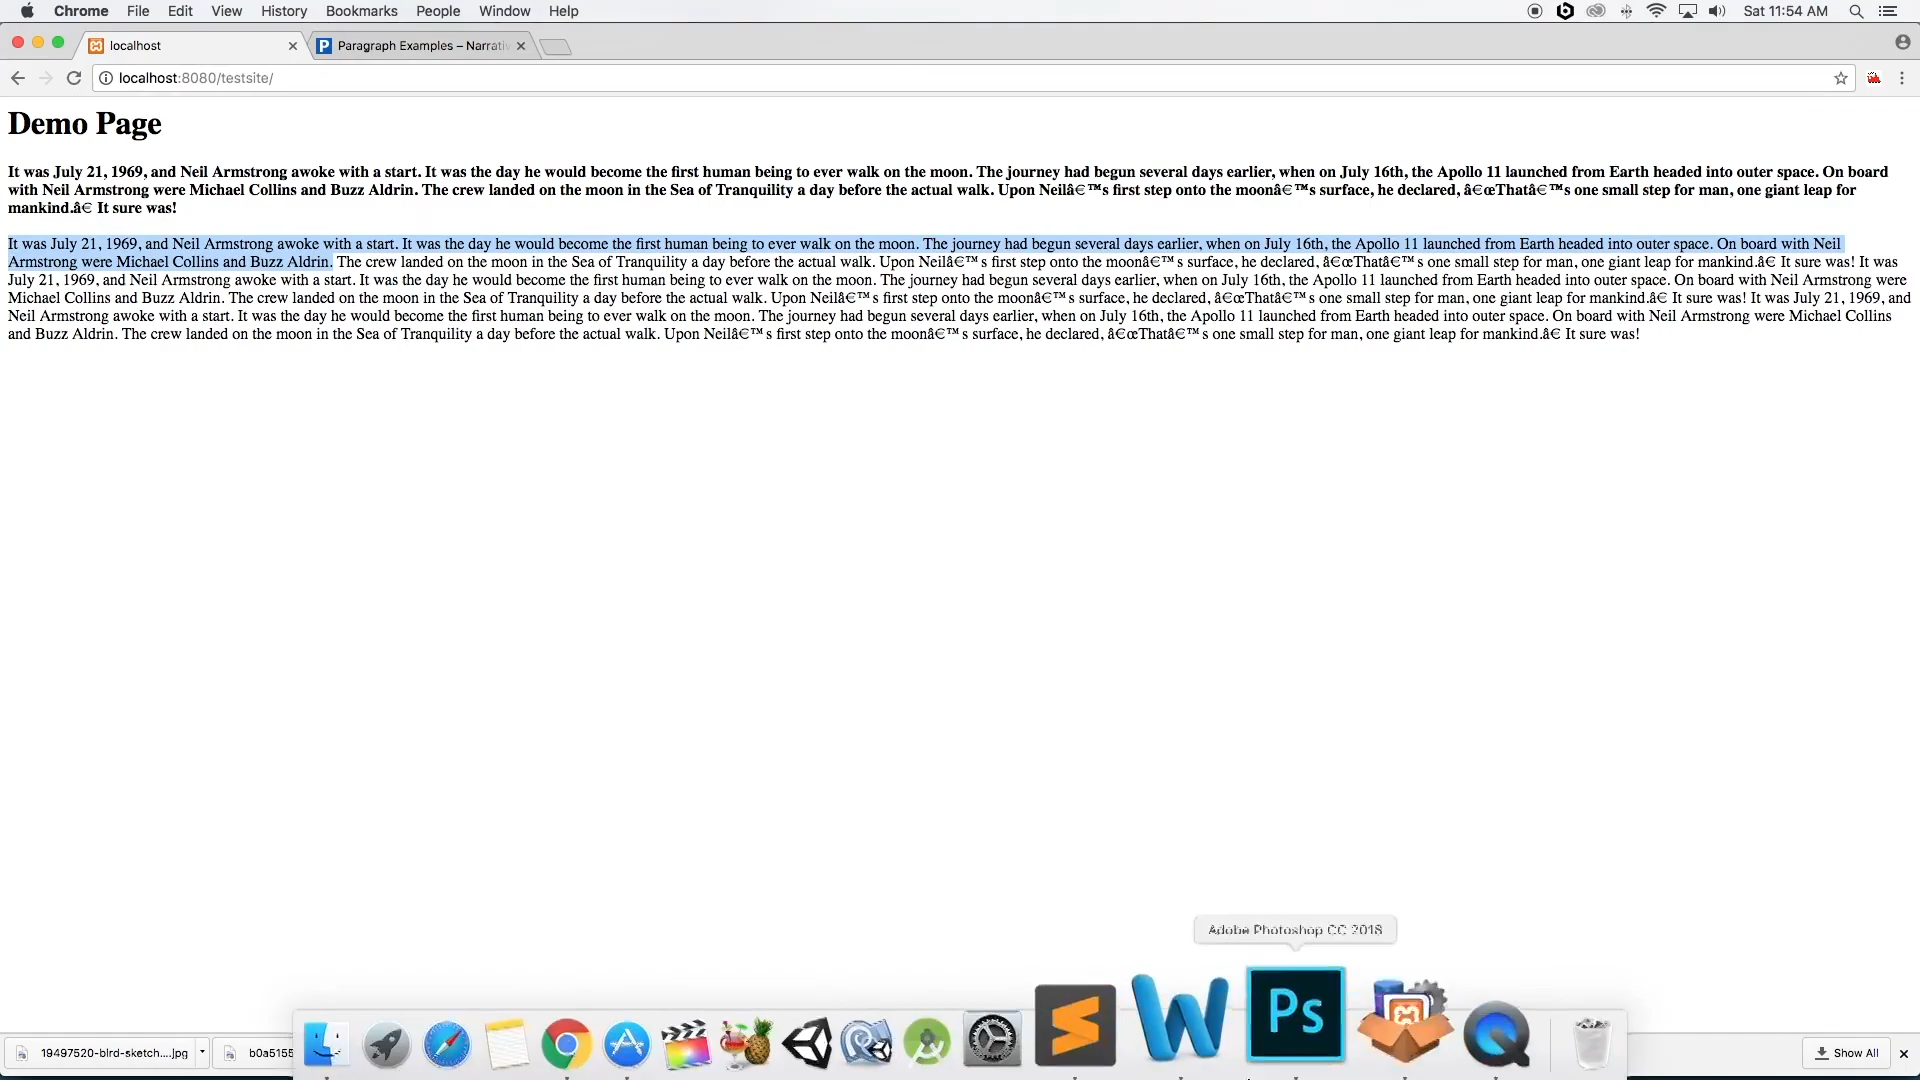 Chrome File Edit View History Bookmarks People Window Help Sat 11:54 AM
localhost Paragraph Examples – Narrativ
localhost:8080/testsite/
Demo Page
It was July 21, 1969, and Neil Armstrong awoke with a start. It was the day he would become the first human being to ever walk on the moon. The journey had begun several days earlier, when on July 16th, the Apollo 11 launched from Earth headed into outer space. On board
with Neil Armstrong were Michael Collins and Buzz Aldrin. The crew landed on the moon in the Sea of Tranquility a day before the actual walk. Upon Neilâ€™s first step onto the moonâ€™s surface, he declared, â€œThatâ€™s one small step for man, one giant leap for
mankind.â€ It sure was!
It was July 21, 1969, and Neil Armstrong awoke with a start. It was the day he would become the first human being to ever walk on the moon. The journey had begun several days earlier, when on July 16th, the Apollo 11 launched from Earth headed into outer space. On board with Neil
Armstrong were Michael Collins and Buzz Aldrin. The crew landed on the moon in the Sea of Tranquility a day before the actual walk. Upon Neilâ€™s first step onto the moonâ€™s surface, he declared, â€œThatâ€™s one small step for man, one giant leap for mankind.â€ It sure was! It was
July 21, 1969, and Neil Armstrong awoke with a start. It was the day he would become the first human being to ever walk on the moon. The journey had begun several days earlier, when on July 16th, the Apollo 11 launched from Earth headed into outer space. On board with Neil Armstrong were
Michael Collins and Buzz Aldrin. The crew landed on the moon in the Sea of Tranquility a day before the actual walk. Upon Neilâ€™s first step onto the moonâ€™s surface, he declared, â€œThatâ€™s one small step for man, one giant leap for mankind.â€ It sure was! It was July 21, 1969, and
Neil Armstrong awoke with a start. It was the day he would become the first human being to ever walk on the moon. The journey had begun several days earlier, when on July 16th, the Apollo 11 launched from Earth headed into outer space. On board with Neil Armstrong were Michael Collins
and Buzz Aldrin. The crew landed on the moon in the Sea of Tranquility a day before the actual walk. Upon Neilâ€™s first step onto the moonâ€™s surface, he declared, â€œThatâ€™s one small step for man, one giant leap for mankind.â€ It sure was!
Adobe Photoshop CC 2018
Ps
19497520-blrd-sketch....jpg b0a5155 Show All